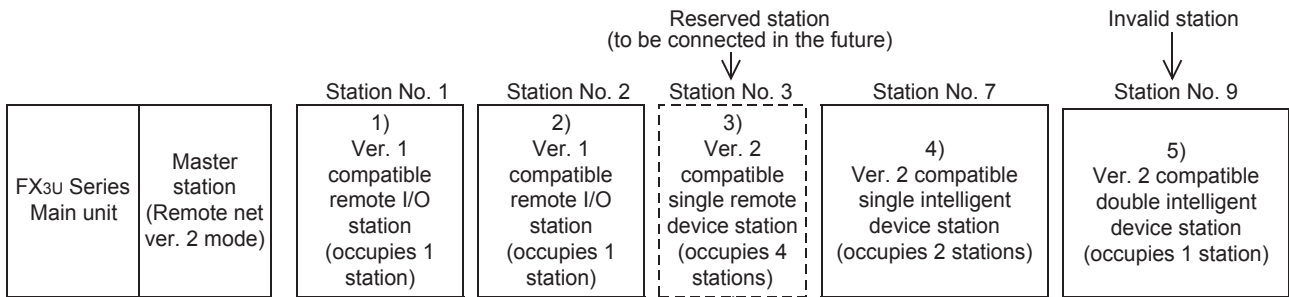 Reserved station
(to be connected in the future)
Invalid station
Station No. 1
Station No. 2
Station No. 3
Station No. 7
Station No. 9
FX3U Series
Main unit
Master
station
(Remote net
ver. 2 mode)
1)
Ver. 1
compatible
remote I/O
station
(occupies 1
station)
2)
Ver. 1
compatible
remote I/O
station
(occupies 1
station)
3)
Ver. 2
compatible
single remote
device station
(occupies 4
stations)
4)
Ver. 2 compatible
single intelligent
device station
(occupies 2 stations)
5)
Ver. 2 compatible
double intelligent
device station
(occupies 1 station)